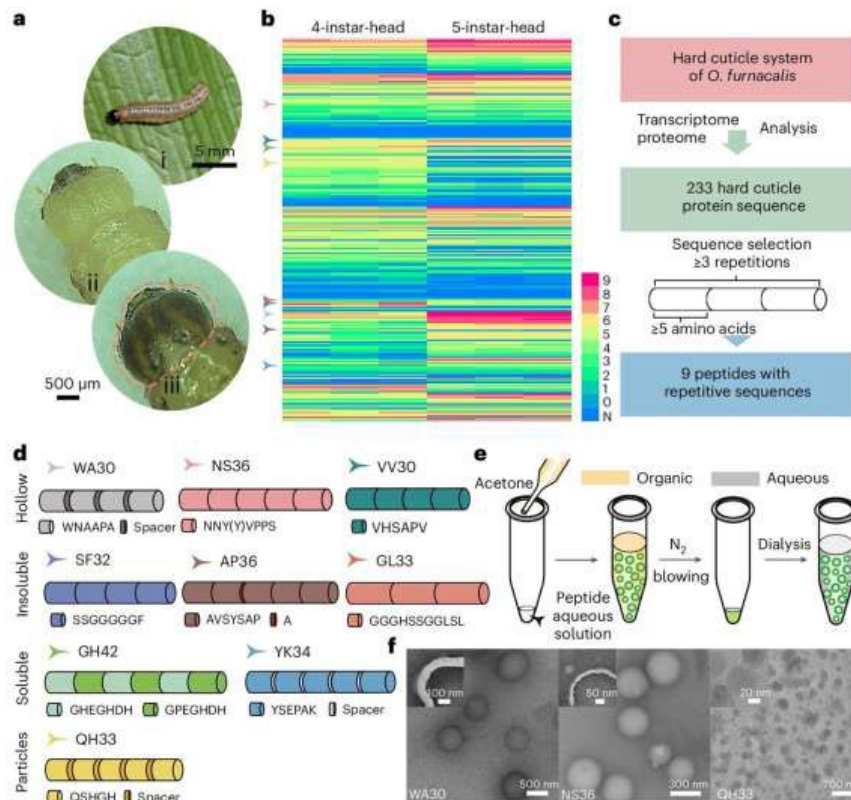 a
i
5 mm
ii
iii
500 µm
b
4-instar-head 5-instar-head
9
8
7
6
5
4
3
2
1
0
N
c
Hard cuticle system
of O. furnacalis
Transcriptome
proteome
Analysis
233 hard cuticle
protein sequence
Sequence selection
≥3 repetitions
≥5 amino acids
9 peptides with
repetitive sequences
d
Hollow
WA30 NS36 VV30
WNAAPA Spacer NNY(Y)VPPS VHSAPV
Insoluble
SF32 AP36 GL33
SSGGGGGF AVSYSAP A GGGHSSGGLSL
Soluble
GH42 YK34
GHEGHDH GPEGHDH YSEPAK Spacer
Particles
QH33
QSHGH Spacer
e
Organic Aqueous
Acetone
N2
blowing
Dialysis
Peptide
aqueous
solution
f
100 nm 50 nm 20 nm
WA30 500 nm NS36 300 nm QH33 nm